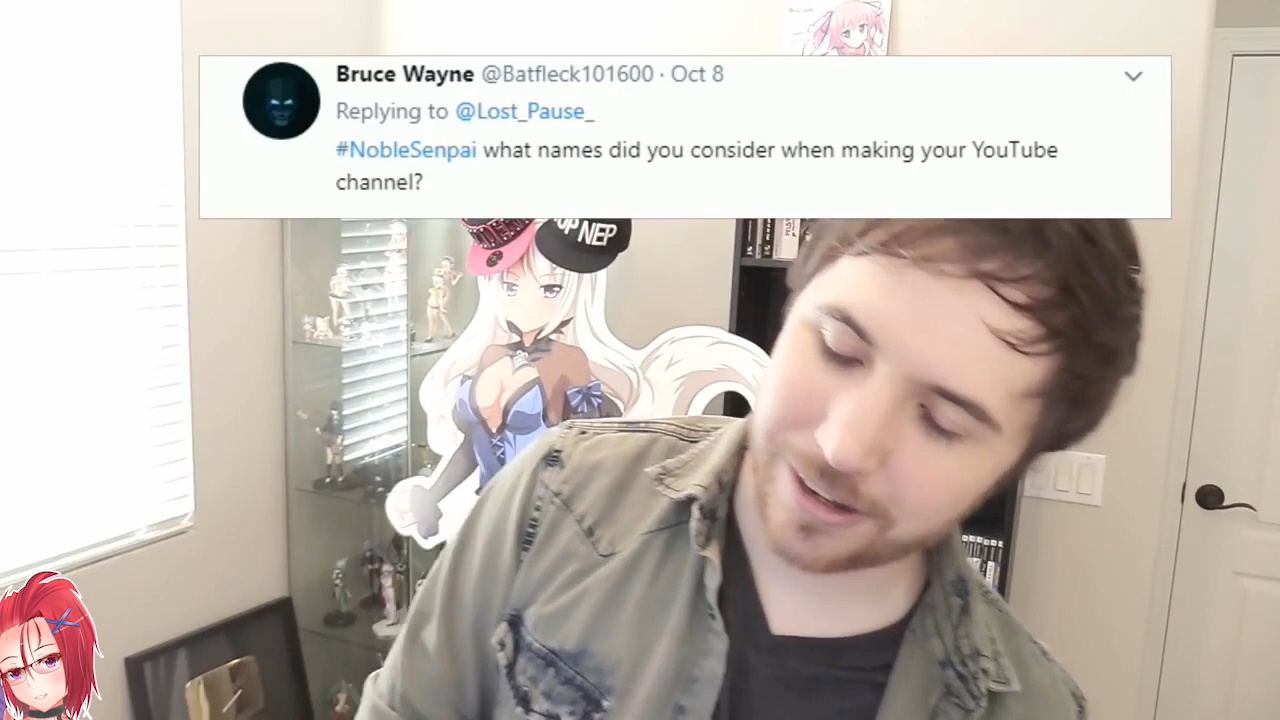 Bruce Wayne @Batfleck101600 · Oct 8
Replying to @Lost_Pause_
#NobleSenpai what names did you consider when making your YouTube
channel?
NEP